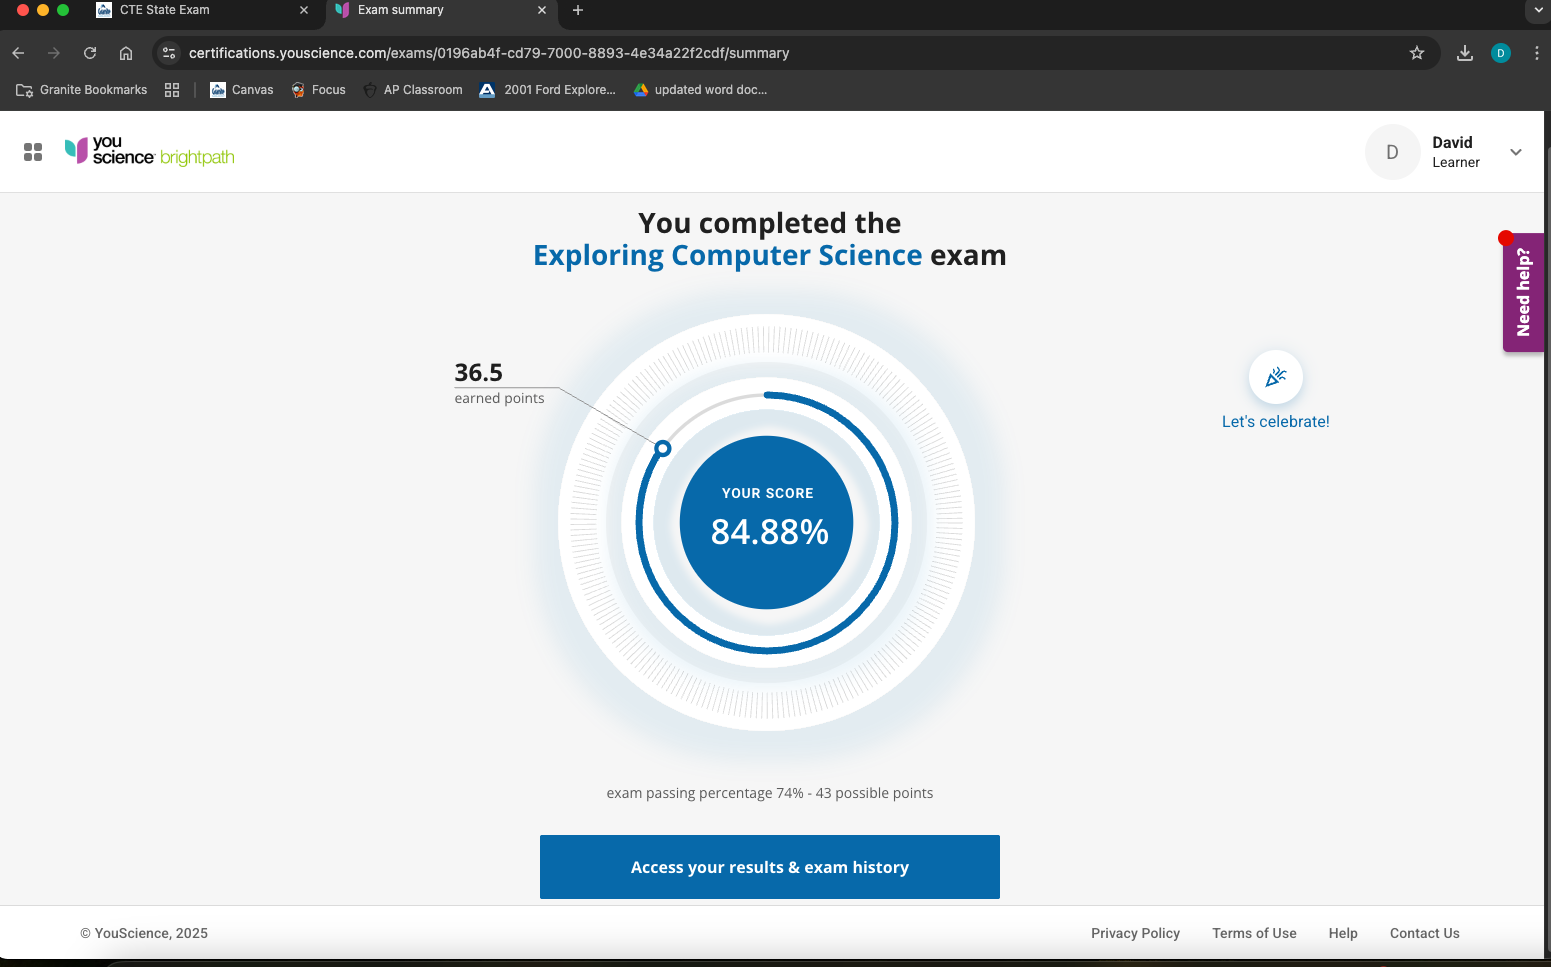 CTE State Exam
Exam summary
certifications.youscience.com/exams/0196ab4f-cd79-7000-8893-4e34a22f2cdf/summary
D
Granite Bookmarks
Canvas
Focus
AP Classroom
2001 Ford Explore...
updated word doc...
you
science brightpath
D
David
Learner
You completed the
Exploring Computer Science exam
Need help?
36.5
earned points
Let's celebrate!
YOUR SCORE
84.88%
exam passing percentage 74% - 43 possible points
Access your results & exam history
© YouScience, 2025
Privacy Policy
Terms of Use
Help
Contact Us